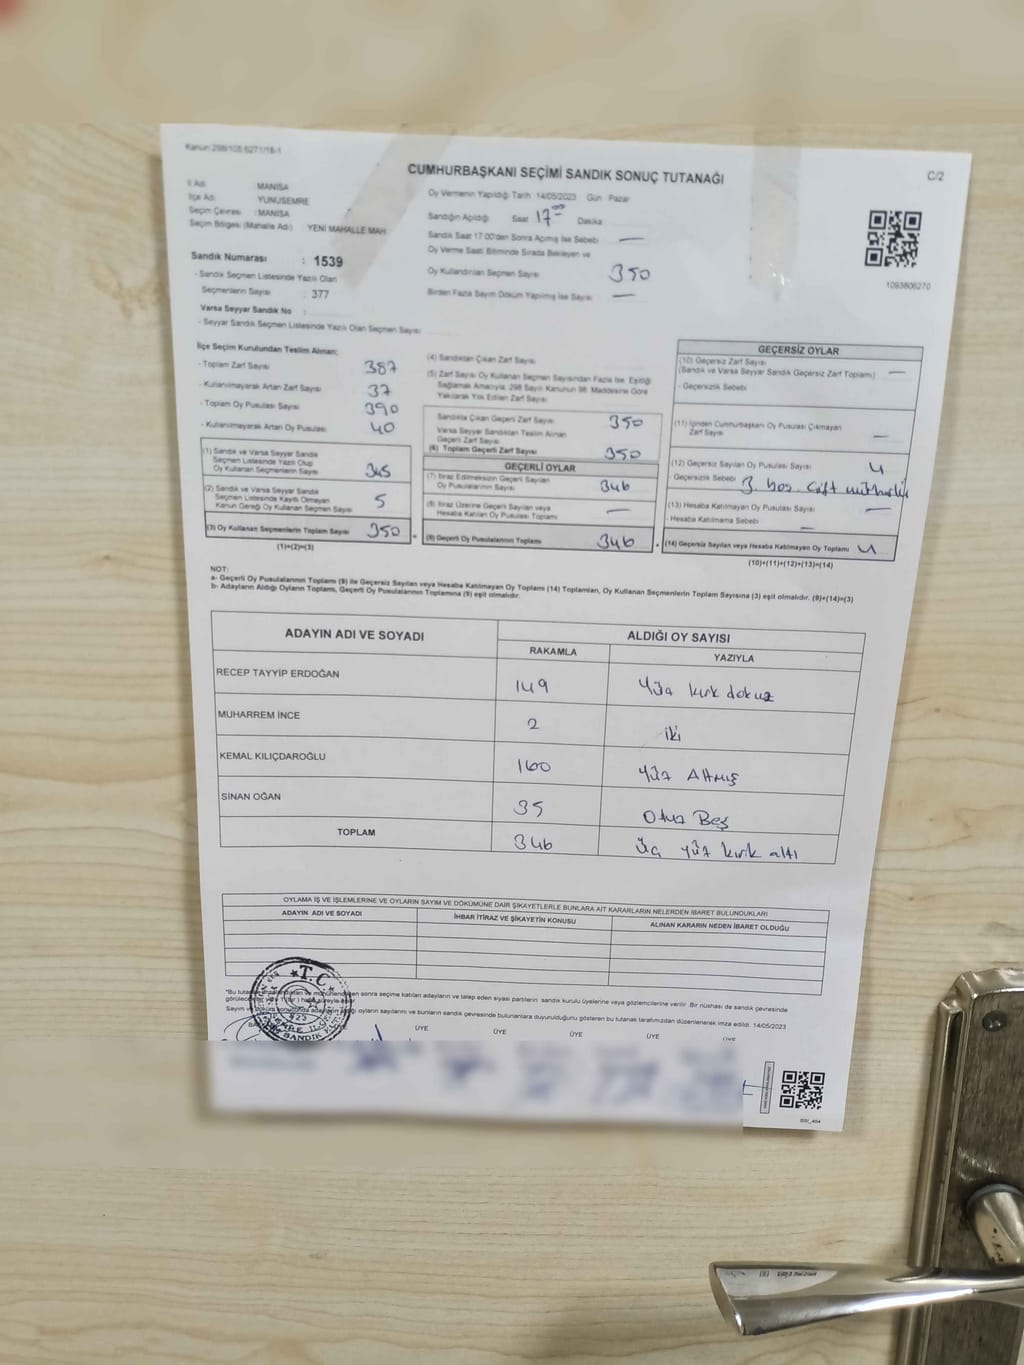 Kanun 298/105 6271/18-1
CUMHURBAŞKANI SEÇİMİ SANDIK SONUÇ TUTANAĞI
C/2
İl Adı MANİSA
İlçe Adı YUNUSEMRE
Seçim Çevresi : MANİSA
Seçim Bölgesi (Mahalle Adı) YENİ MAHALLE MAH.
Sandık Numarası : 1539
- Sandık Seçmen Listesinde Yazılı Olan
Seçmenlerin Sayısı : 377
Varsa Seyyar Sandık No :
- Seyyar Sandık Seçmen Listesinde Yazılı Olan Seçmen Sayısı
Oy Vermenin Yapıldığı Tarih 14/05/2023 Gün Pazar
Sandığın Açıldığı Saat 17.00 Dakika
Sandık Saat 17:00'den Sonra Açılmış İse Sebebi —
Oy Verme Saati Bitiminde Sırada Bekleyen ve
Oy Kullandırılan Seçmen Sayısı 350
Birden Fazla Sayım Döküm Yapılmış İse Sayısı —
1093806270
İlçe Seçim Kurulundan Teslim Alınan;
- Toplam Zarf Sayısı 387
- Kullanılmayarak Artan Zarf Sayısı 37
- Toplam Oy Pusulası Sayısı 390
- Kullanılmayarak Artan Oy Pusulası 40
(1) Sandık ve Varsa Seyyar Sandık
Seçmen Listesinde Yazılı Olup
Oy Kullanan Seçmenlerin Sayısı 345
(2) Sandık ve Varsa Seyyar Sandık
Seçmen Listesinde Kayıtlı Olmayan
Kanun Gereği Oy Kullanan Seçmen Sayısı 5
(3) Oy Kullanan Seçmenlerin Toplam Sayısı 350
(1)+(2)=(3)
(4) Sandıktan Çıkan Zarf Sayısı
(5) Zarf Sayısı Oy Kullanan Seçmen Sayısından Fazla İse, Eşitliği
Sağlamak Amacıyla, 298 Sayılı Kanunun 98. Maddesine Göre
Yakılarak Yok Edilen Zarf Sayısı
Sandıkta Çıkan Geçerli Zarf Sayısı 350
Varsa Seyyar Sandıktan Teslim Alınan
Geçerli Zarf Sayısı
(6) Toplam Geçerli Zarf Sayısı 350
GEÇERLİ OYLAR
(7) İtiraz Edilmeksizin Geçerli Sayılan
Oy Pusulalarının Sayısı 346
(8) İtiraz Üzerine Geçerli Sayılan veya
Hesaba Katılan Oy Pusulası Toplamı —
(9) Geçerli Oy Pusulalarının Toplamı 346
GEÇERSİZ OYLAR
(10) Geçersiz Zarf Sayısı
(Sandık ve Varsa Seyyar Sandık Geçersiz Zarf Toplamı) —
- Geçersizlik Sebebi
(11) İçinden Cumhurbaşkanı Oy Pusulası Çıkmayan
Zarf Sayısı —
(12) Geçersiz Sayılan Oy Pusulası Sayısı 4
- Geçersizlik Sebebi 3. boş Çift mühürlük
(13) Hesaba Katılmayan Oy Pusulası Sayısı —
- Hesaba Katılmama Sebebi —
(14) Geçersiz Sayılan veya Hesaba Katılmayan Oy Toplamı 4
(10)+(11)+(12)+(13)=(14)
NOT:
a- Geçerli Oy Pusulalarının Toplamı (9) ile Geçersiz Sayılan veya Hesaba Katılmayan Oy Toplamı (14) Toplamları, Oy Kullanan Seçmenlerin Toplam Sayısına (3) eşit olmalıdır. (9)+(14)=(3)
b- Adayların Aldığı Oyların Toplamı, Geçerli Oy Pusulalarının Toplamına (9) eşit olmalıdır.
ADAYIN ADI VE SOYADI
ALDIĞI OY SAYISI
RAKAMLA YAZIYLA
RECEP TAYYİP ERDOĞAN 149 Yüz kırk dokuz
MUHARREM İNCE 2 iki
KEMAL KILIÇDAROĞLU 160 Yüz Altmış
SİNAN OĞAN 35 Otuz Beş
TOPLAM 346 Üç yüz kırk altı
OYLAMA İŞ VE İŞLEMLERİNE VE OYLARIN SAYIM VE DÖKÜMÜNE DAİR ŞİKAYETLERLE BUNLARA AİT KARARLARIN NELERDEN İBARET BULUNDUKLARI
ADAYIN ADI VE SOYADI İHBAR İTİRAZ VE ŞİKAYETİN KONUSU ALINAN KARARIN NEDEN İBARET OLDUĞU
sonra seçime katılan adayların ve talep eden siyasi partilerin sandık kurulu üyelerine veya gözlemcilerine verilir. Bir nüshası da sandık çevresinde
oyların sayılarını ve bunların sandık çevresinde bulunanlara duyurulduğunu gösteren bu tutanak tarafımızdan düzenlenerek imza edildi. 14/05/2023
T.C
ÜYE ÜYE ÜYE ÜYE ÜYE